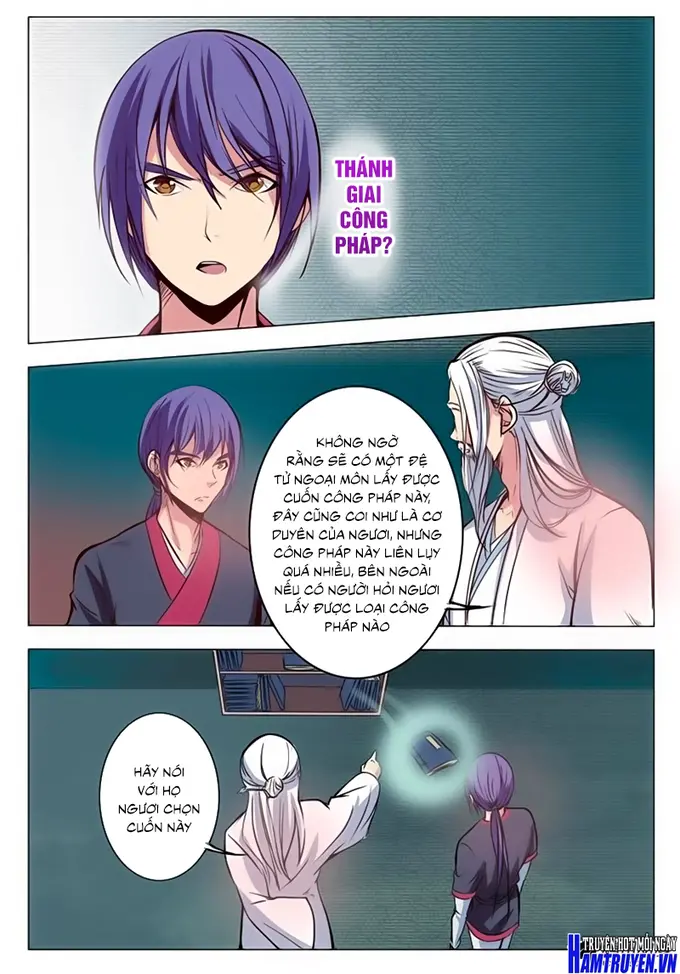 THÁNH
GIAI
CÔNG
PHÁP?
KHÔNG NGỜ
RẰNG SẼ CÓ MỘT ĐỆ
TỬ NGOẠI MÔN LẤY ĐƯỢC
CUỐN CÔNG PHÁP NÀY,
ĐÂY CŨNG COI NHƯ LÀ CƠ
DUYÊN CỦA NGƯƠI, NHƯNG
CÔNG PHÁP NÀY LIÊN LỤY
QUÁ NHIỀU, BÊN NGOÀI
NẾU CÓ NGƯỜI HỎI NGƯƠI
LẤY ĐƯỢC LOẠI CÔNG
PHÁP NÀO
HÃY NÓI
VỚI HỌ
NGƯƠI CHỌN
CUỐN NÀY
TRUYỆN HOT MỖI NGÀY
HAMTRUYEN.VN